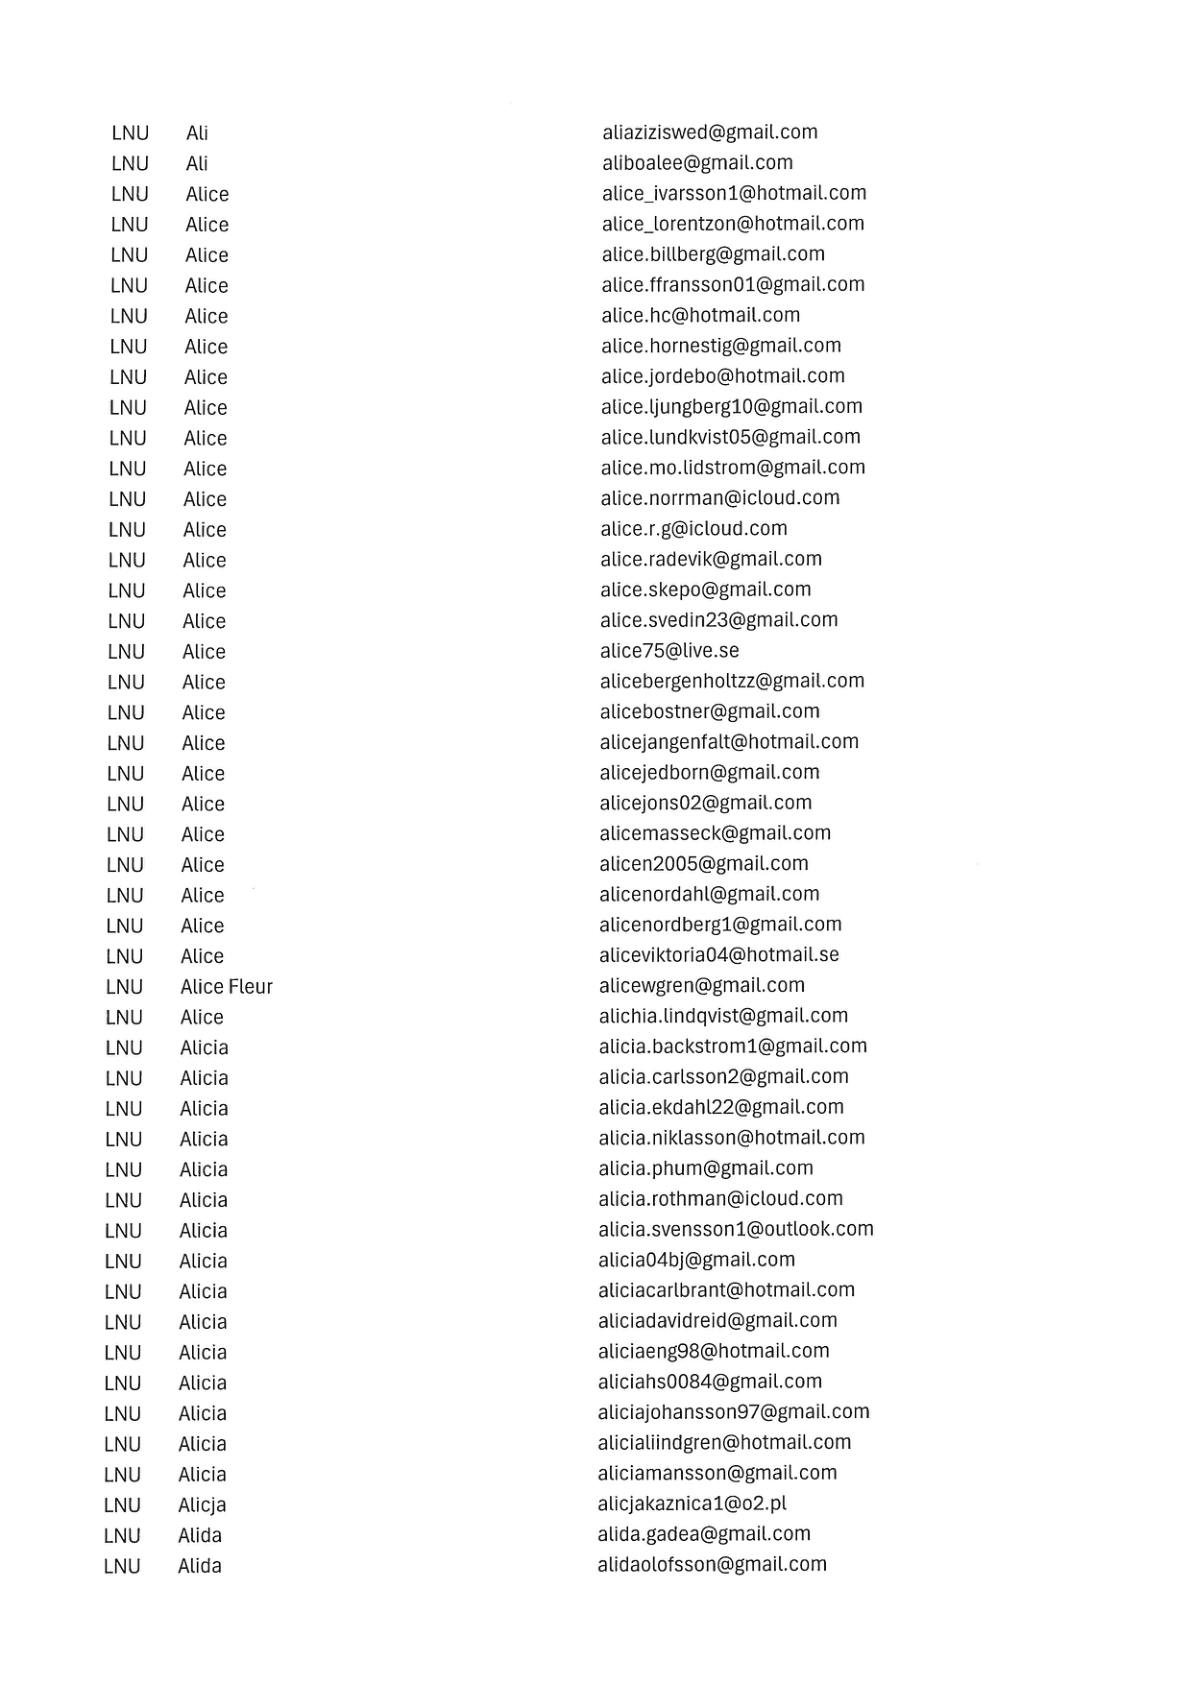 LNU Ali aliaziziswed@gmail.com
LNU Ali aliboalee@gmail.com
LNU Alice alice_ivarsson1@hotmail.com
LNU Alice alice_lorentzon@hotmail.com
LNU Alice alice.billberg@gmail.com
LNU Alice alice.ffransson01@gmail.com
LNU Alice alice.hc@hotmail.com
LNU Alice alice.hornestig@gmail.com
LNU Alice alice.jordebo@hotmail.com
LNU Alice alice.ljungberg10@gmail.com
LNU Alice alice.lundkvist05@gmail.com
LNU Alice alice.mo.lidstrom@gmail.com
LNU Alice alice.norrman@icloud.com
LNU Alice alice.r.g@icloud.com
LNU Alice alice.radevik@gmail.com
LNU Alice alice.skepo@gmail.com
LNU Alice alice.svedin23@gmail.com
LNU Alice alice75@live.se
LNU Alice alicebergenholtzz@gmail.com
LNU Alice alicebostner@gmail.com
LNU Alice alicejangenfalt@hotmail.com
LNU Alice alicejedborn@gmail.com
LNU Alice alicejons02@gmail.com
LNU Alice alicemasseck@gmail.com
LNU Alice alicen2005@gmail.com
LNU Alice alicenordahl@gmail.com
LNU Alice alicenordberg1@gmail.com
LNU Alice aliceviktoria04@hotmail.se
LNU Alice Fleur alicewgren@gmail.com
LNU Alice alichia.lindqvist@gmail.com
LNU Alicia alicia.backstrom1@gmail.com
LNU Alicia alicia.carlsson2@gmail.com
LNU Alicia alicia.ekdahl22@gmail.com
LNU Alicia alicia.niklasson@hotmail.com
LNU Alicia alicia.phum@gmail.com
LNU Alicia alicia.rothman@icloud.com
LNU Alicia alicia.svensson1@outlook.com
LNU Alicia alicia04bj@gmail.com
LNU Alicia aliciacarlbrant@hotmail.com
LNU Alicia aliciadavidreid@gmail.com
LNU Alicia aliciaeng98@hotmail.com
LNU Alicia aliciahs0084@gmail.com
LNU Alicia aliciajohansson97@gmail.com
LNU Alicia alicialiindgren@hotmail.com
LNU Alicia aliciamansson@gmail.com
LNU Alicja alicjakaznica1@o2.pl
LNU Alida alida.gadea@gmail.com
LNU Alida alidaolofsson@gmail.com